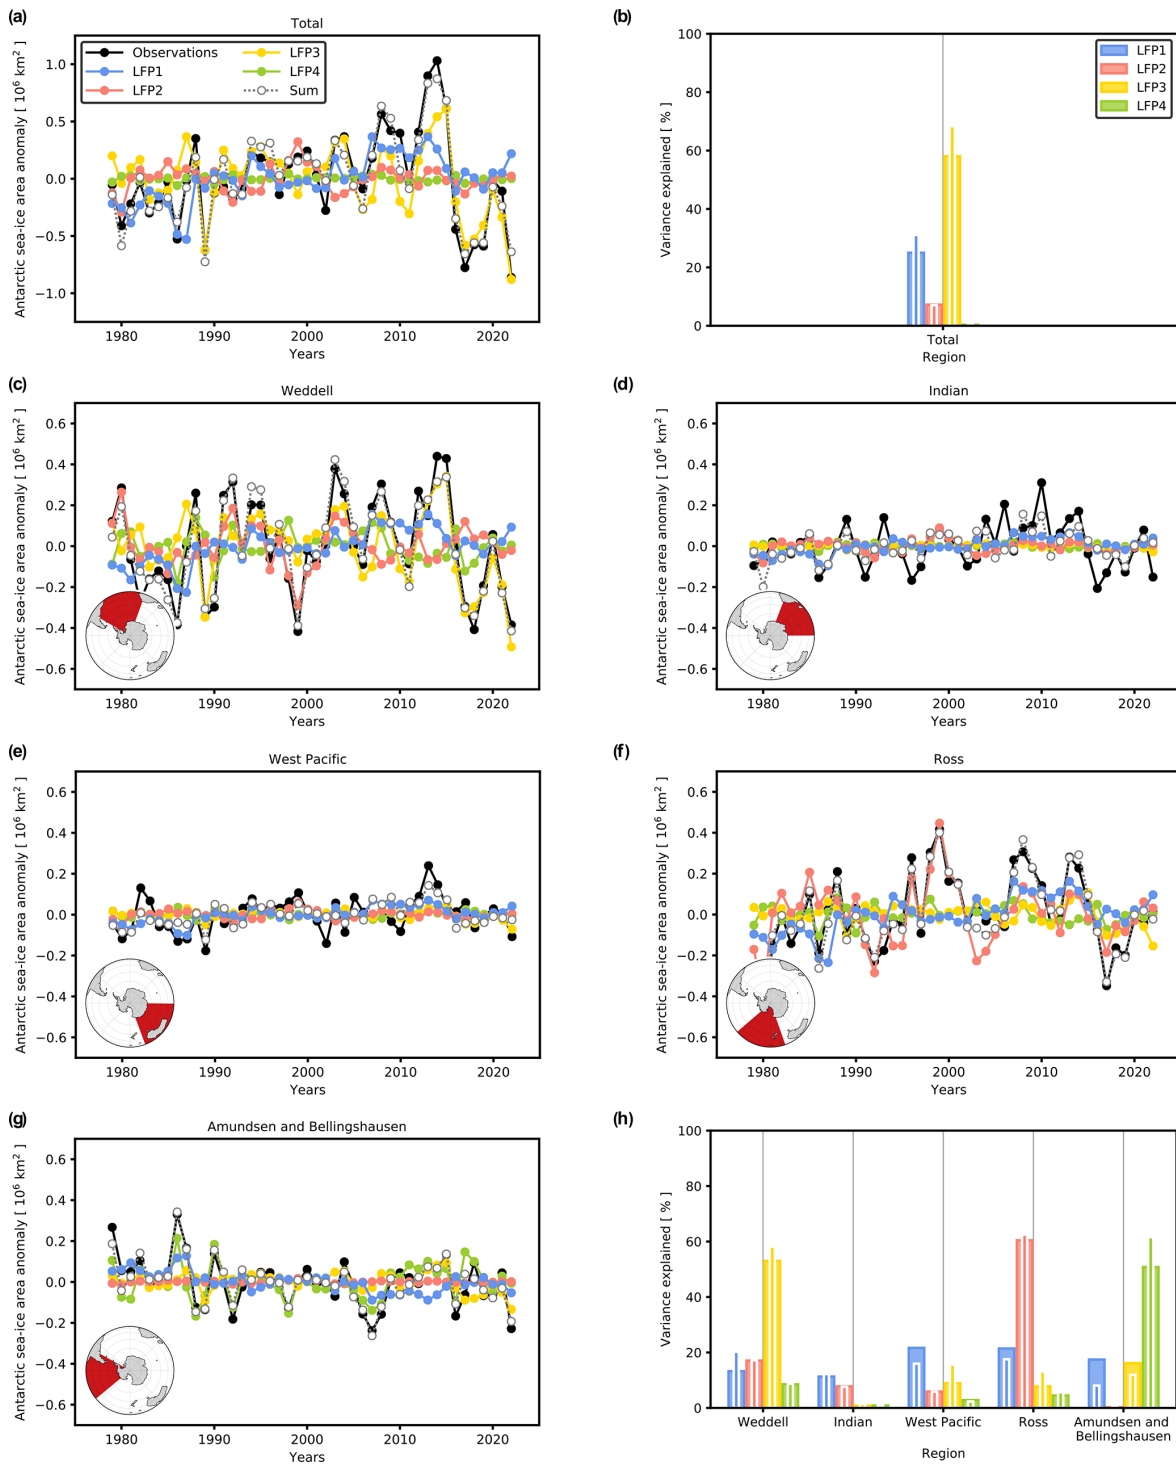 (a)
Total
Antarctic sea-ice area anomaly [ 10⁶ km² ]
1.0
0.5
0.0
−0.5
−1.0
Observations
LFP1
LFP2
LFP3
LFP4
Sum
1980 1990 2000 2010 2020
Years
(b)
Variance explained [ % ]
100
80
60
40
20
0
LFP1
LFP2
LFP3
LFP4
Total
Region
(c)
Weddell
Antarctic sea-ice area anomaly [ 10⁶ km² ]
0.6
0.4
0.2
0.0
−0.2
−0.4
−0.6
1980 1990 2000 2010 2020
Years
(d)
Indian
Antarctic sea-ice area anomaly [ 10⁶ km² ]
0.6
0.4
0.2
0.0
−0.2
−0.4
−0.6
1980 1990 2000 2010 2020
Years
(e)
West Pacific
Antarctic sea-ice area anomaly [ 10⁶ km² ]
0.6
0.4
0.2
0.0
−0.2
−0.4
−0.6
1980 1990 2000 2010 2020
Years
(f)
Ross
Antarctic sea-ice area anomaly [ 10⁶ km² ]
0.6
0.4
0.2
0.0
−0.2
−0.4
−0.6
1980 1990 2000 2010 2020
Years
(g)
Amundsen and Bellingshausen
Antarctic sea-ice area anomaly [ 10⁶ km² ]
0.6
0.4
0.2
0.0
−0.2
−0.4
−0.6
1980 1990 2000 2010 2020
Years
(h)
Variance explained [ % ]
100
80
60
40
20
0
Weddell Indian West Pacific Ross Amundsen and
Bellingshausen
Region